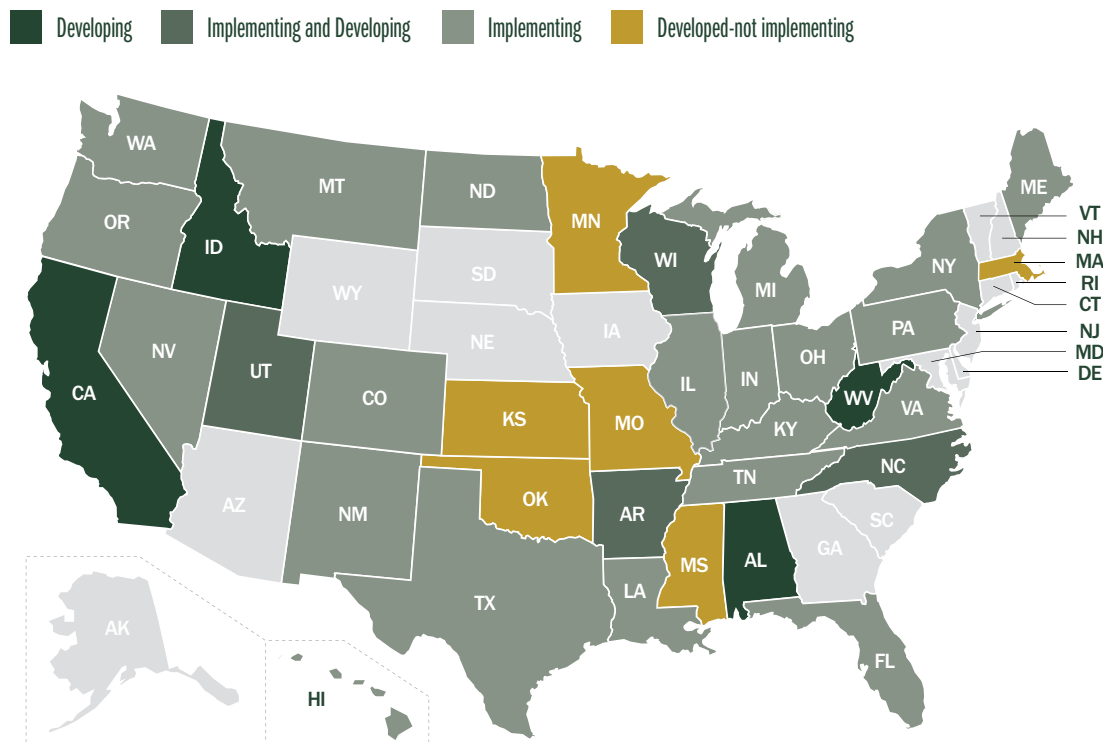 Developing Implementing and Developing Implementing Developed-not implementing
WA
MT
ND
ME
OR
MN
VT
ID
NH
WI
MA
SD
NY
RI
WY
MI
CT
IA
PA
NJ
NE
MD
NV
OH
UT
DE
IL
IN
CA
CO
WV
VA
KS
MO
KY
NC
TN
AZ
OK
NM
AR
SC
GA
MS
AL
LA
TX
AK
FL
HI